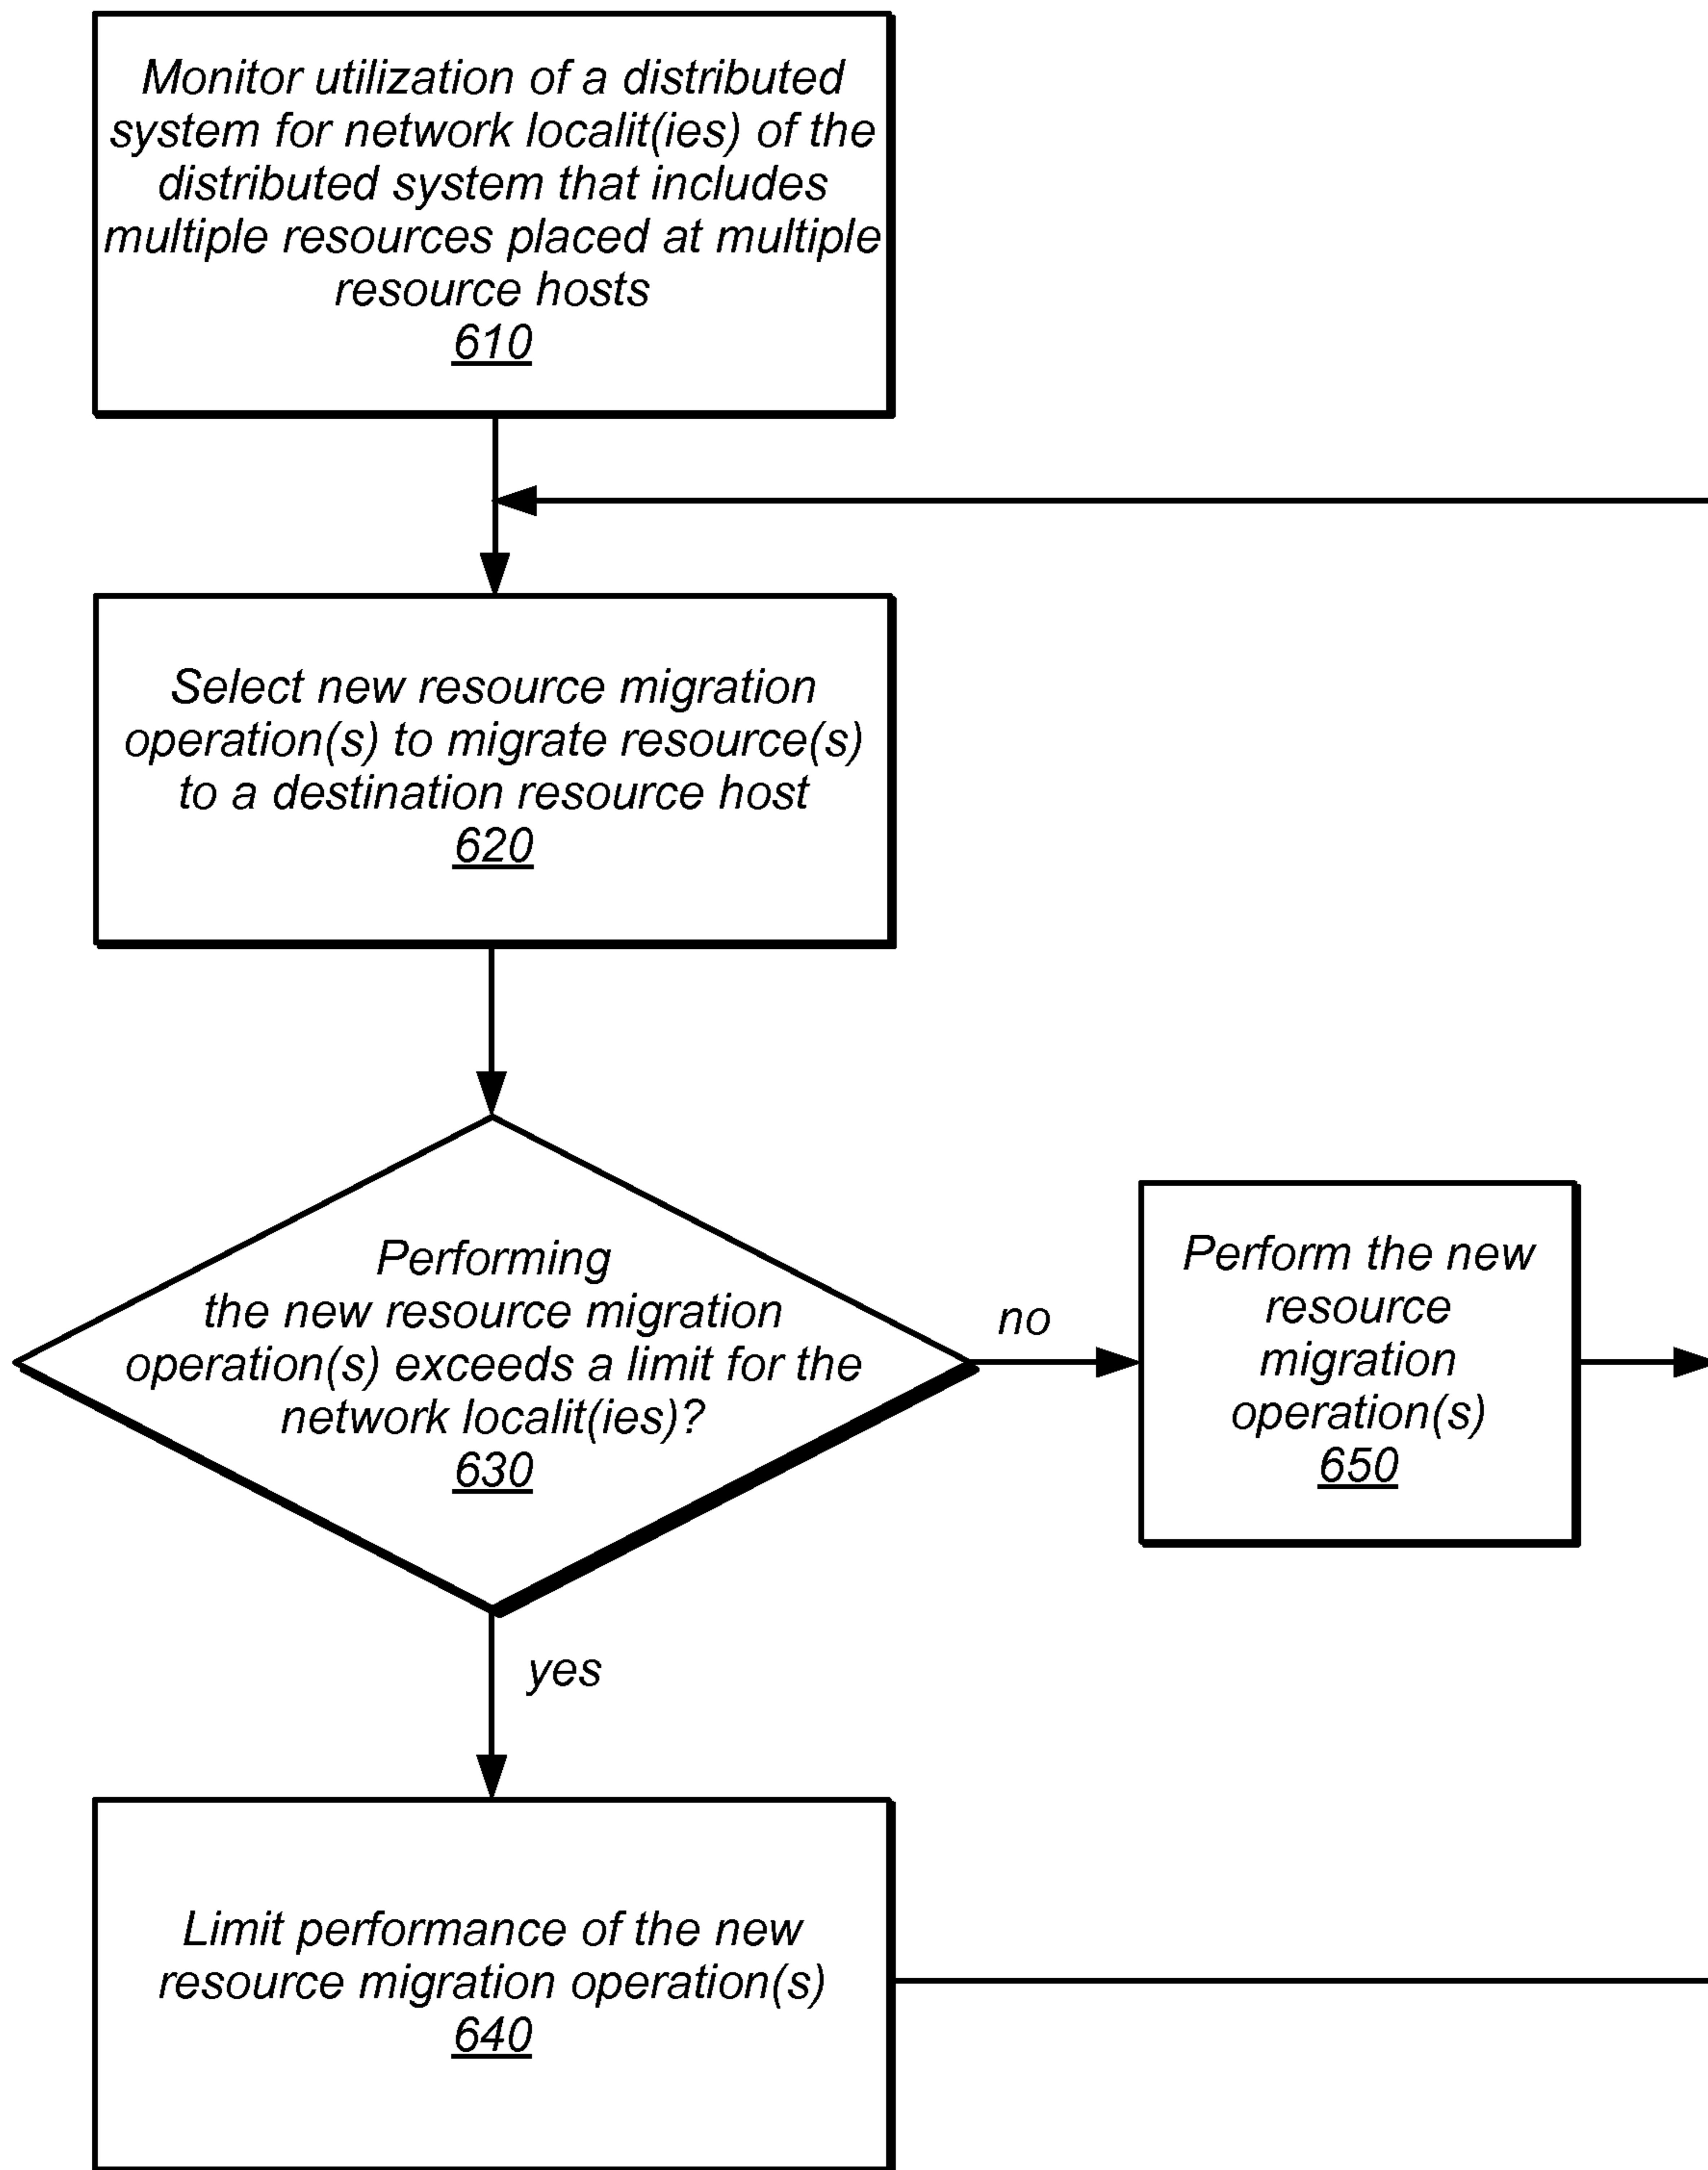 Monitor utilization of a distributed
system for network localit(ies) of the
distributed system that includes
multiple resources placed at multiple
resource hosts
610
Select new resource migration
operation(s) to migrate resource(s)
to a destination resource host
620
Performing
the new resource migration
operation(s) exceeds a limit for the
network localit(ies)?
630
no
Perform the new
resource
migration
operation(s)
650
yes
Limit performance of the new
resource migration operation(s)
640